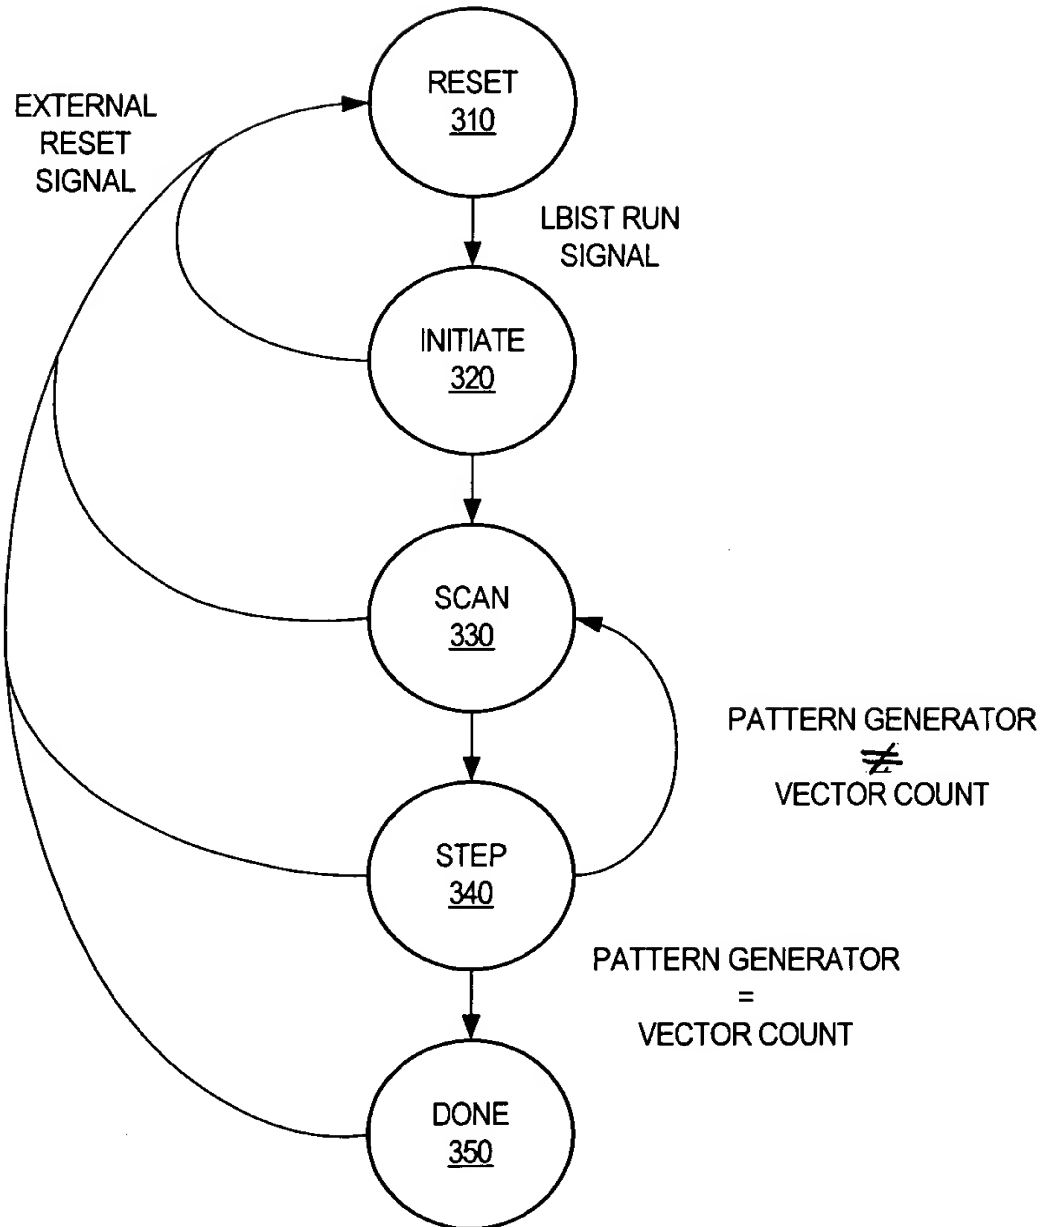 RESET
310
EXTERNAL
RESET
SIGNAL
LBIST RUN
SIGNAL
INITIATE
320
SCAN
330
PATTERN GENERATOR
≠
VECTOR COUNT
STEP
340
PATTERN GENERATOR
=
VECTOR COUNT
DONE
350